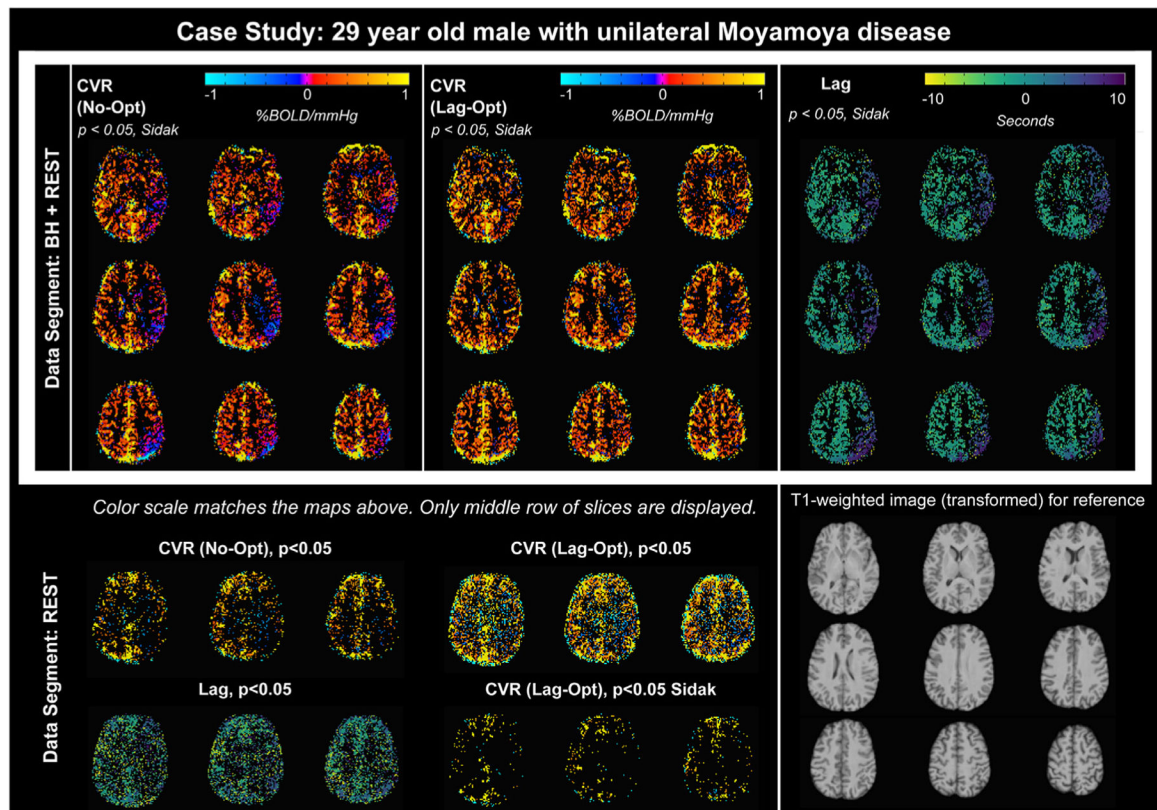 Case Study: 29 year old male with unilateral Moyamoya disease
Data Segment: BH + REST
CVR
(No-Opt)
p < 0.05, Sidak
-1 0 1
%BOLD/mmHg
CVR
(Lag-Opt)
p < 0.05, Sidak
-1 0 1
%BOLD/mmHg
Lag
p < 0.05, Sidak
-10 0 10
Seconds
Data Segment: REST
Color scale matches the maps above. Only middle row of slices are displayed.
CVR (No-Opt), p<0.05
CVR (Lag-Opt), p<0.05
Lag, p<0.05
CVR (Lag-Opt), p<0.05 Sidak
T1-weighted image (transformed) for reference